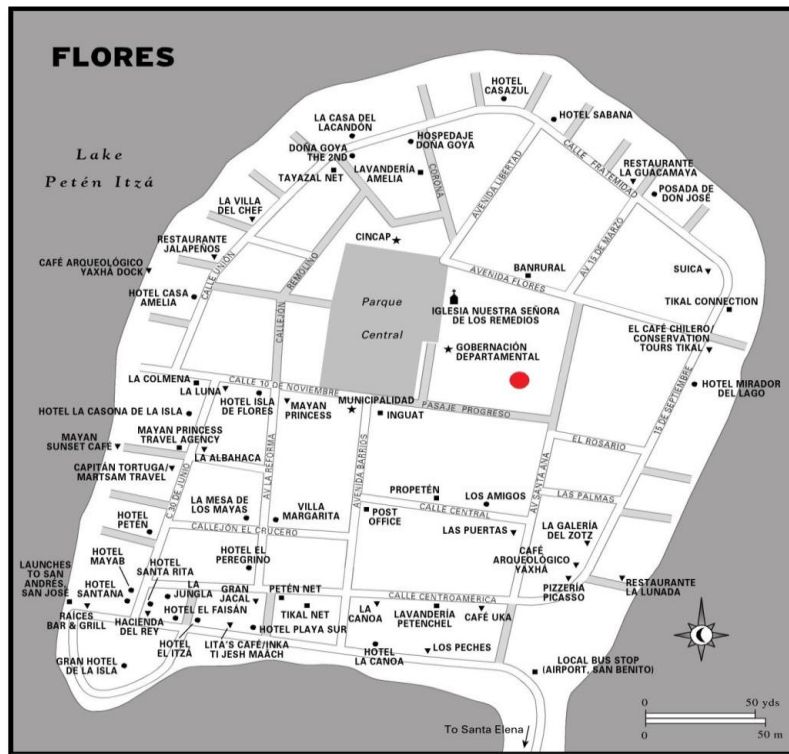 FLORES
Lake
Petén Itzá
HOTEL
CASAZUL
HOTEL SABANA
LA CASA DEL
LACANDÓN
HOSPEDAJE
DOÑA GOYA
DOÑA GOYA
THE 2ND
TAYAZAL NET
LAVANDERÍA
AMELIA
CORONA
AVENIDA LIBERTAD
CALLE FRATERNIDAD
RESTAURANTE
LA GUACAMAYA
POSADA DE
DON JOSÉ
LA VILLA
DEL CHEF
CINCAP
AV 15 DE MARZO
RESTAURANTE
JALAPEÑOS
CAFÉ ARQUEOLÓGICO
YAXHÁ DOCK
CALLE UNION
CALLEJÓN
REMOLINO
AVENIDA FLORES
BANRURAL
SUICA
HOTEL CASA
AMELIA
Parque
Central
IGLESIA NUESTRA SEÑORA
DE LOS REMEDIOS
TIKAL CONNECTION
GOBERNACIÓN
DEPARTAMENTAL
EL CAFÉ CHILERO/
CONSERVATION
TOURS TIKAL
LA COLMENA
LA LUNA
CALLE 10 DE NOVIEMBRE
HOTEL ISLA
DE FLORES
MAYAN
PRINCESS
MUNICIPALIDAD
INGUAT
PASAJE PROGRESO
HOTEL MIRADOR
DEL LAGO
15 DE SEPTIEMBRE
HOTEL LA CASONA DE LA ISLA
MAYAN PRINCESS
TRAVEL AGENCY
MAYAN
SUNSET CAFÉ
LA ALBAHACA
CAPITÁN TORTUGA/
MARTSAM TRAVEL
AV LA REFORMA
AVENIDA BARRIOS
AV SANTA ANA
EL ROSARIO
C 30 DE JUNIO
LA MESA DE
LOS MAYAS
VILLA
MARGARITA
PROPETÉN
LOS AMIGOS
LAS PALMAS
HOTEL
PETÉN
POST
OFFICE
CALLE CENTRAL
CALLEJÓN EL CRUCERO
LAS PUERTAS
LA GALERÍA
DEL ZOTZ
HOTEL
MAYAB
HOTEL
SANTA RITA
HOTEL EL
PEREGRINO
CAFÉ
ARQUEOLÓGICO
YAXHÁ
LAUNCHES
TO SAN
ANDRÉS,
SAN JOSÉ
HOTEL
SANTANA
LA
JUNGLA
GRAN
JACAL
PETÉN NET
CALLE CENTROAMÉRICA
PIZZERÍA
PICASSO
RESTAURANTE
LA LUNADA
RAÍCES
BAR & GRILL
HACIENDA
DEL REY
HOTEL EL FAISÁN
TIKAL NET
LA
CANOA
LAVANDERÍA
PETENCHEL
CAFÉ UKA
HOTEL
EL ITZÁ
LITA'S CAFÉ/INKA
TI JESH MAACH
HOTEL PLAYA SUR
HOTEL
LA CANOA
LOS PECHES
GRAN HOTEL
DE LA ISLA
LOCAL BUS STOP
(AIRPORT, SAN BENITO)
To Santa Elena
0 50 yds
0 50 m